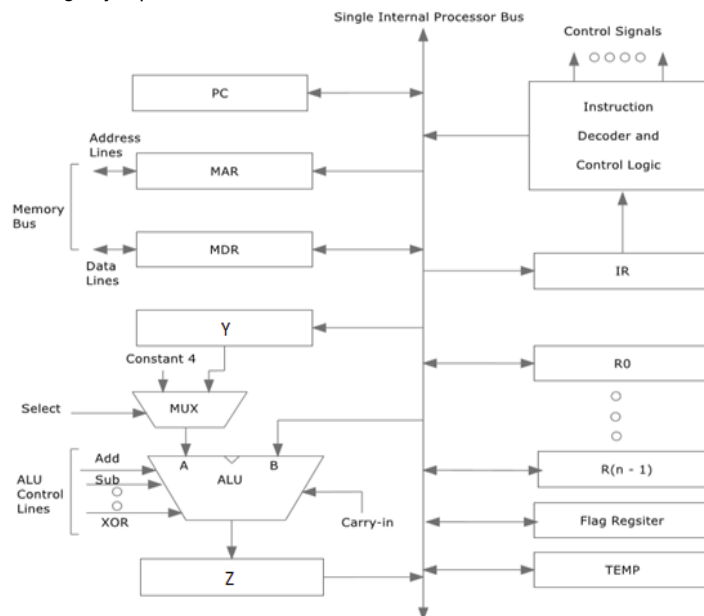 Single Internal Processor Bus
Control Signals
PC
Instruction
Decoder and
Control Logic
Address
Lines
MAR
Memory
Bus
MDR
Data
Lines
IR
Y
Constant 4
R0
MUX
Select
A
B
ALU
Add
Sub
XOR
ALU
Control
Lines
Carry-in
R(n - 1)
Flag Regsiter
Z
TEMP